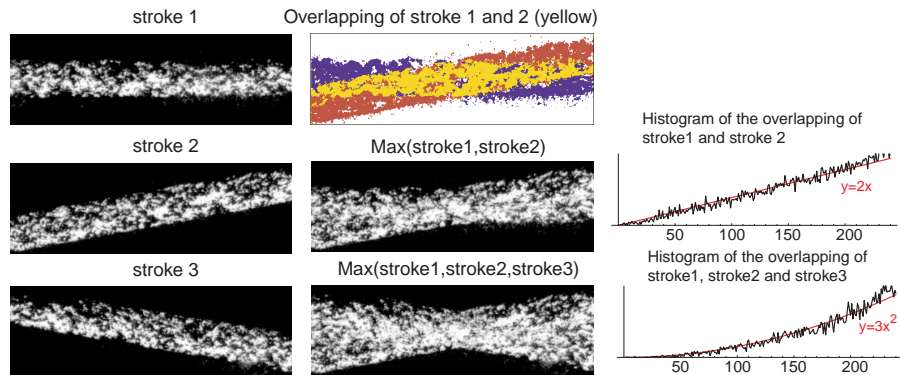 stroke 1
Overlapping of stroke 1 and 2 (yellow)
stroke 2
Max(stroke1,stroke2)
Histogram of the overlapping of
stroke1 and stroke 2
y=2x
50 100 150 200
stroke 3
Max(stroke1,stroke2,stroke3)
Histogram of the overlapping of
stroke1, stroke2 and stroke3
y=3x²
50 100 150 200